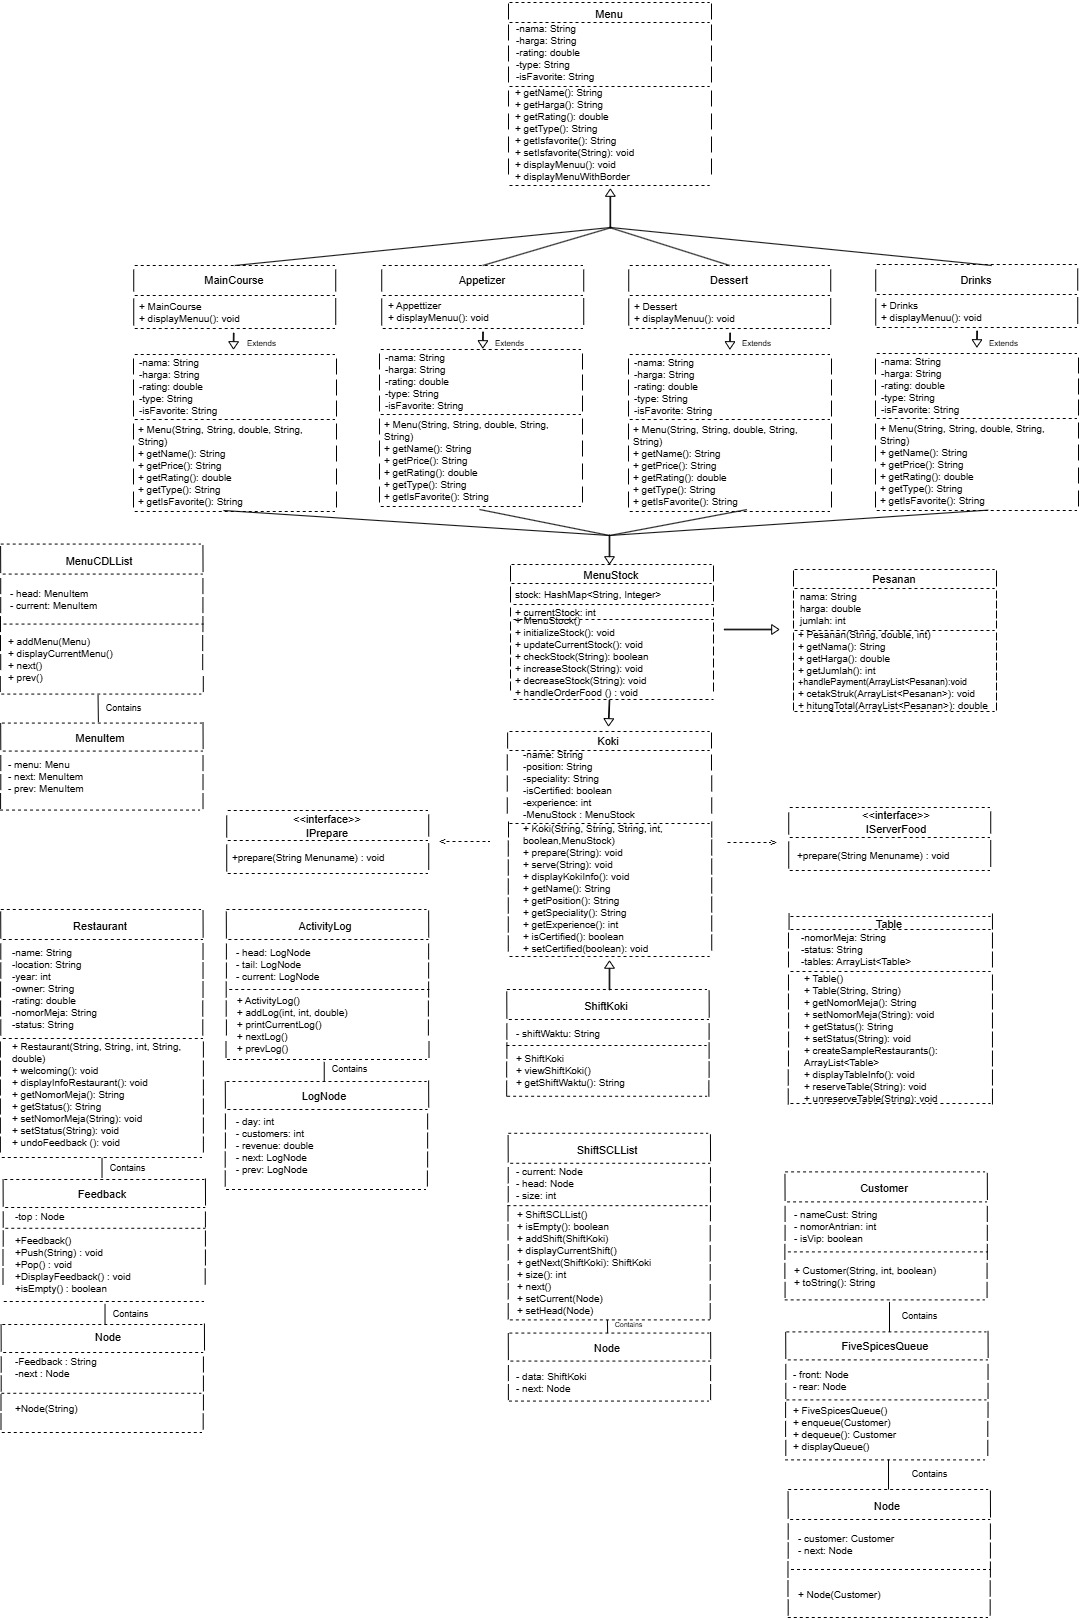 Menu
-nama: String
-harga: String
-rating: double
-type: String
-isFavorite: String
+ getName(): String
+ getHarga(): String
+ getRating(): double
+ getType(): String
+ getIsfavorite(): String
+ setIsfavorite(String): void
+ displayMenuu(): void
+ displayMenuWithBorder
MainCourse
+ MainCourse
+ displayMenuu(): void
Extends
-nama: String
-harga: String
-rating: double
-type: String
-isFavorite: String
+ Menu(String, String, double, String,
String)
+ getName(): String
+ getPrice(): String
+ getRating(): double
+ getType(): String
+ getIsFavorite(): String
Appetizer
+ Appettizer
+ displayMenuu(): void
Extends
-nama: String
-harga: String
-rating: double
-type: String
-isFavorite: String
+ Menu(String, String, double, String,
String)
+ getName(): String
+ getPrice(): String
+ getRating(): double
+ getType(): String
+ getIsFavorite(): String
Dessert
+ Dessert
+ displayMenuu(): void
Extends
-nama: String
-harga: String
-rating: double
-type: String
-isFavorite: String
+ Menu(String, String, double, String,
String)
+ getName(): String
+ getPrice(): String
+ getRating(): double
+ getType(): String
+ getIsFavorite(): String
Drinks
+ Drinks
+ displayMenuu(): void
Extends
-nama: String
-harga: String
-rating: double
-type: String
-isFavorite: String
+ Menu(String, String, double, String,
String)
+ getName(): String
+ getPrice(): String
+ getRating(): double
+ getType(): String
+ getIsFavorite(): String
MenuCDLList
- head: MenuItem
- current: MenuItem
+ addMenu(Menu)
+ displayCurrentMenu()
+ next()
+ prev()
Contains
MenuItem
- menu: Menu
- next: MenuItem
- prev: MenuItem
MenuStock
stock: HashMap<String, Integer>
+ currentStock: int
+ MenuStock()
+ initializeStock(): void
+ updateCurrentStock(): void
+ checkStock(String): boolean
+ increaseStock(String): void
+ decreaseStock(String): void
+ handleOrderFood () : void
Pesanan
nama: String
harga: double
jumlah: int
+ Pesanan(String, double, int)
+ getNama(): String
+ getHarga(): double
+ getJumlah(): int
+handlePayment(ArrayList<Pesanan):void
+ cetakStruk(ArrayList<Pesanan>): void
+ hitungTotal(ArrayList<Pesanan): double
Koki
-name: String
-position: String
-speciality: String
-isCertified: boolean
-experience: int
-MenuStock : MenuStock
+ Koki(String, String, String, int,
boolean,MenuStock)
+ prepare(String): void
+ serve(String): void
+ displayKokiInfo(): void
+ getName(): String
+ getPosition(): String
+ getSpeciality(): String
+ getExperience(): int
+ isCertified(): boolean
+ setCertified(boolean): void
<<interface>>
IPrepare
+prepare(String Menuname) : void
<<interface>>
IServerFood
+prepare(String Menuname) : void
Restaurant
-name: String
-location: String
-year: int
-owner: String
-rating: double
-nomorMeja: String
-status: String
+ Restaurant(String, String, int, String,
double)
+ welcoming(): void
+ displayInfoRestaurant(): void
+ getNomorMeja(): String
+ getStatus(): String
+ setNomorMeja(String): void
+ setStatus(String): void
+ undoFeedback (): void
Contains
Feedback
-top : Node
+Feedback()
+Push(String) : void
+Pop() : void
+DisplayFeedback() : void
+isEmpty() : boolean
Contains
Node
-Feedback : String
-next : Node
+Node(String)
ActivityLog
- head: LogNode
- tail: LogNode
- current: LogNode
+ ActivityLog()
+ addLog(int, int, double)
+ printCurrentLog()
+ nextLog()
+ prevLog()
Contains
LogNode
- day: int
- customers: int
- revenue: double
- next: LogNode
- prev: LogNode
ShiftKoki
- shiftWaktu: String
+ ShiftKoki
+ viewShiftKoki()
+ getShiftWaktu(): String
ShiftSCLList
- current: Node
- head: Node
- size: int
+ ShiftSCLList()
+ isEmpty(): boolean
+ addShift(ShiftKoki)
+ displayCurrentShift()
+ getNext(ShiftKoki): ShiftKoki
+ size(): int
+ next()
+ setCurrent(Node)
+ setHead(Node)
Contains
Node
- data: ShiftKoki
- next: Node
Table
-nomorMeja: String
-status: String
-tables: ArrayList<Table>
+ Table()
+ Table(String, String)
+ getNomorMeja(): String
+ setNomorMeja(String): void
+ getStatus(): String
+ setStatus(String): void
+ createSampleRestaurants():
ArrayList<Table>
+ displayTableInfo(): void
+ reserveTable(String): void
+ unreserveTable(String): void
Customer
- nameCust: String
- nomorAntrian: int
- isVip: boolean
+ Customer(String, int, boolean)
+ toString(): String
Contains
FiveSpicesQueue
- front: Node
- rear: Node
+ FiveSpicesQueue()
+ enqueue(Customer)
+ dequeue(): Customer
+ displayQueue()
Contains
Node
- customer: Customer
- next: Node
+ Node(Customer)